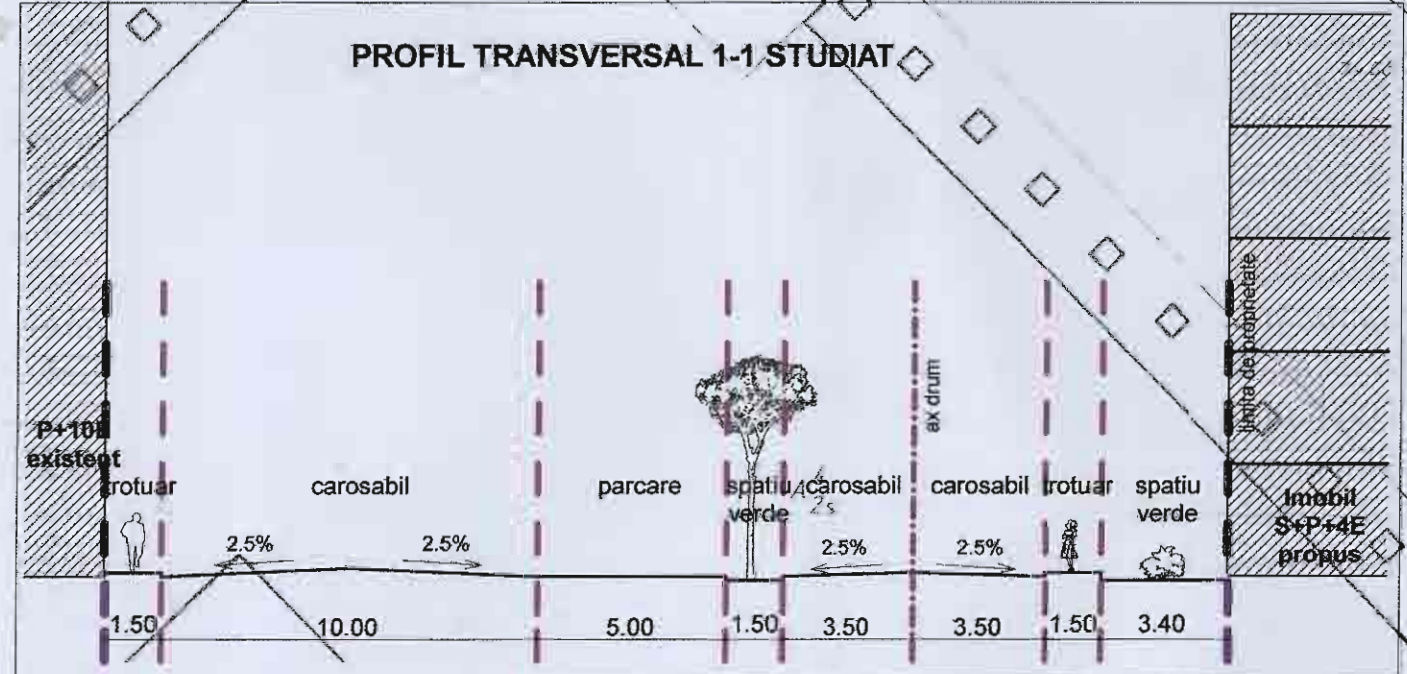 PROFIL TRANSVERSAL 1-1 STUDIAT
P+10E
existent
trotuar
carosabil
parcare
spatiu
verde
carosabil
ax drum
carosabil
trotuar
spatiu
verde
limita de proprietate
Imobil
S+P+4E
propus
2.5%
2.5%
2.5%
2.5%
1.50
10.00
5.00
1.50
3.50
3.50
1.50
3.40